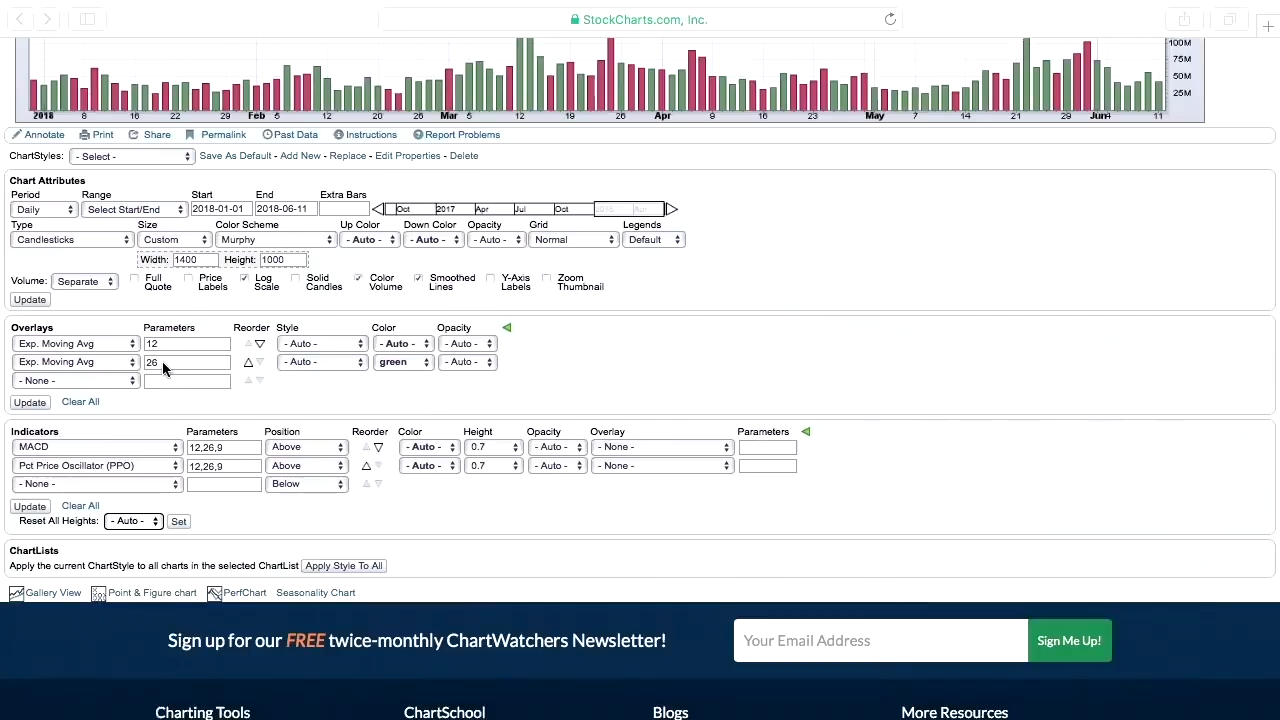 StockCharts.com, Inc.
100M
75M
50M
25M
2018 8 16 22 29 Feb 5 12 20 26 Mar 5 12 19 26 Apr 9 16 23 May 7 14 21 29 Jun4 11
Annotate Print Share Permalink Past Data Instructions Report Problems
ChartStyles: - Select - Save As Default - Add New - Replace - Edit Properties - Delete
Chart Attributes
Period Range Start End Extra Bars
Daily Select Start/End 2018-01-01 2018-06-11 Oct 2017 Apr Jul Oct 2018 Apr
Type Size Color Scheme Up Color Down Color Opacity Grid Legends
Candlesticks Custom Murphy - Auto - - Auto - - Auto - Normal Default
Width: 1400 Height: 1000
Volume: Separate Full Quote Price Labels Log Scale Solid Candles Color Volume Smoothed Lines Y-Axis Labels Zoom Thumbnail
Update
Overlays Parameters Reorder Style Color Opacity
Exp. Moving Avg 12 - Auto - - Auto - - Auto -
Exp. Moving Avg 26 - Auto - green - Auto -
- None -
Update Clear All
Indicators Parameters Position Reorder Color Height Opacity Overlay Parameters
MACD 12,26,9 Above - Auto - 0.7 - Auto - - None -
Pct Price Oscillator (PPO) 12,26,9 Above - Auto - 0.7 - Auto - - None -
- None - Below
Update Clear All
Reset All Heights: - Auto - Set
ChartLists
Apply the current ChartStyle to all charts in the selected ChartList Apply Style To All
Gallery View Point & Figure chart PerfChart Seasonality Chart
Sign up for our FREE twice-monthly ChartWatchers Newsletter! Your Email Address Sign Me Up!
Charting Tools ChartSchool Blogs More Resources